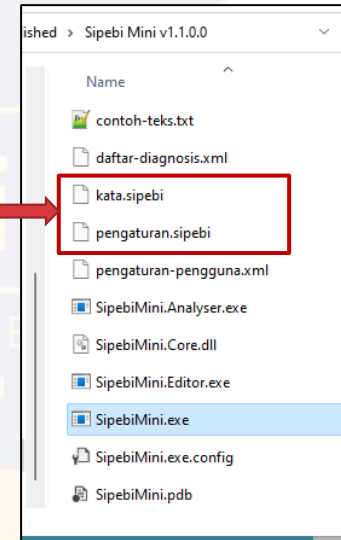 ished > Sipebi Mini v1.1.0.0
Name
contoh-teks.txt
daftar-diagnosis.xml
kata.sipebi
pengaturan.sipebi
pengaturan-pengguna.xml
SipebiMini.Analyser.exe
SipebiMini.Core.dll
SipebiMini.Editor.exe
SipebiMini.exe
SipebiMini.exe.config
SipebiMini.pdb